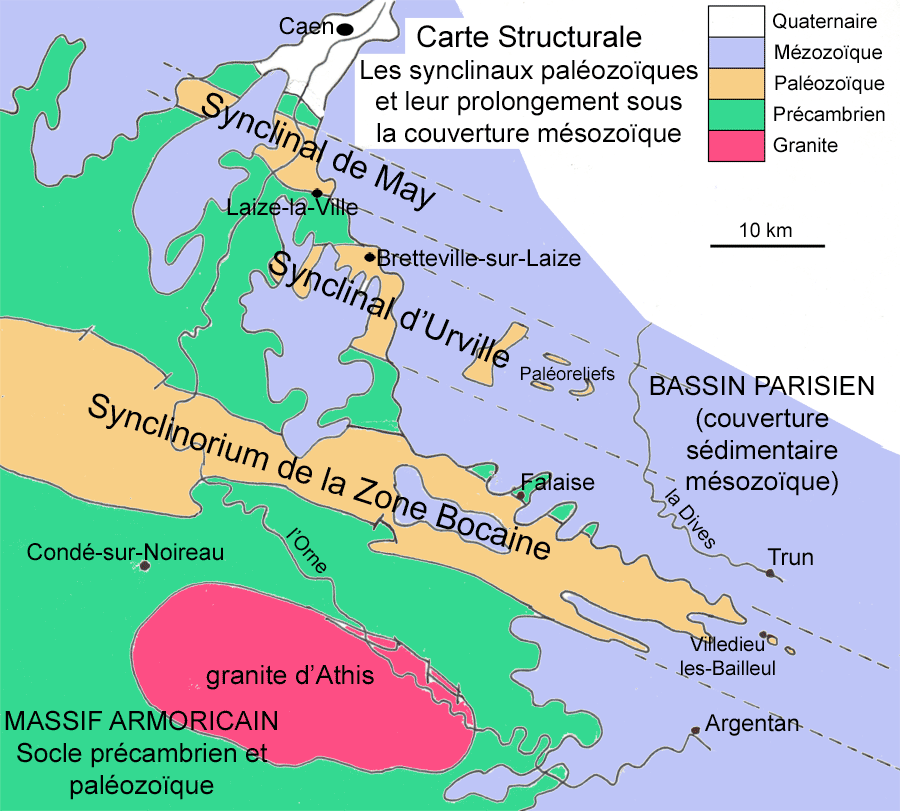 Carte Structurale
Les synclinaux paléozoïques
et leur prolongement sous
la couverture mésozoïque
Quaternaire
Mézozoïque
Paléozoïque
Précambrien
Granite
10 km
Caen
Synclinal de May
Laize-la-Ville
Bretteville-sur-Laize
Synclinal d'Urville
Paléoreliefs
BASSIN PARISIEN
(couverture
sédimentaire
mésozoïque)
Synclinorium de la Zone Bocaine
Falaise
la Dives
Trun
l'Orne
Condé-sur-Noireau
Villedieu
les-Bailleul
granite d'Athis
Argentan
MASSIF ARMORICAIN
Socle précambrien et
paléozoïque